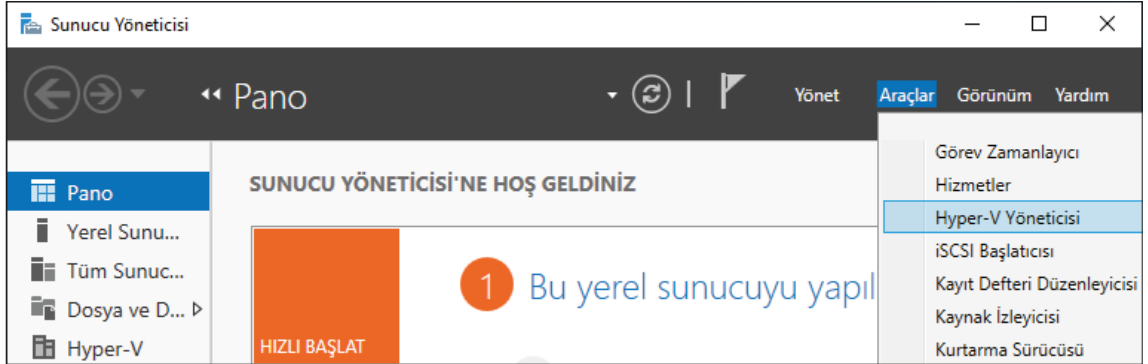 Sunucu Yöneticisi
Pano
Yönet Araçlar Görünüm Yardım
Görev Zamanlayıcı
Hizmetler
Hyper-V Yöneticisi
iSCSI Başlatıcısı
Kayıt Defteri Düzenleyicisi
Kaynak İzleyicisi
Kurtarma Sürücüsü
Pano
Yerel Sunu...
Tüm Sunuc...
Dosya ve D...
Hyper-V
SUNUCU YÖNETİCİSİ'NE HOŞ GELDİNİZ
HIZLI BAŞLAT
1 Bu yerel sunucuyu yapıl